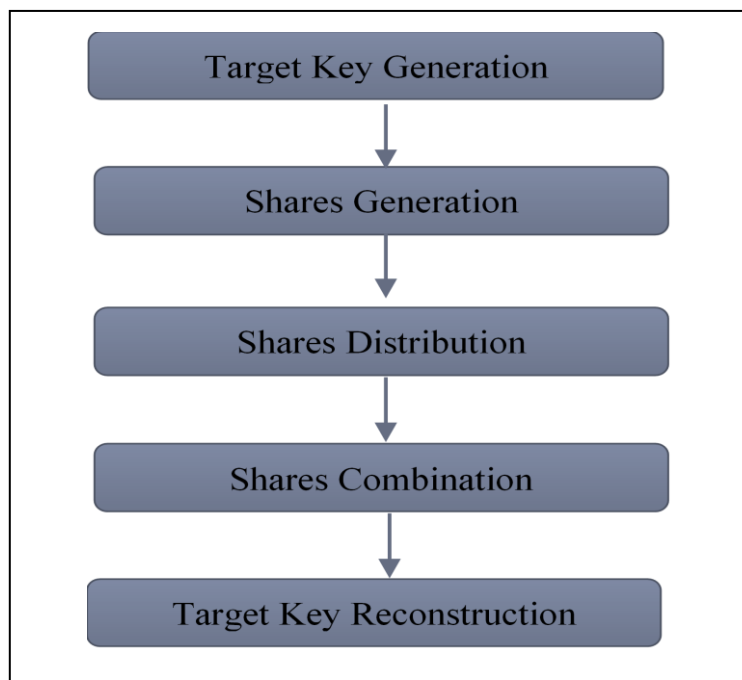 Target Key Generation
Shares Generation
Shares Distribution
Shares Combination
Target Key Reconstruction